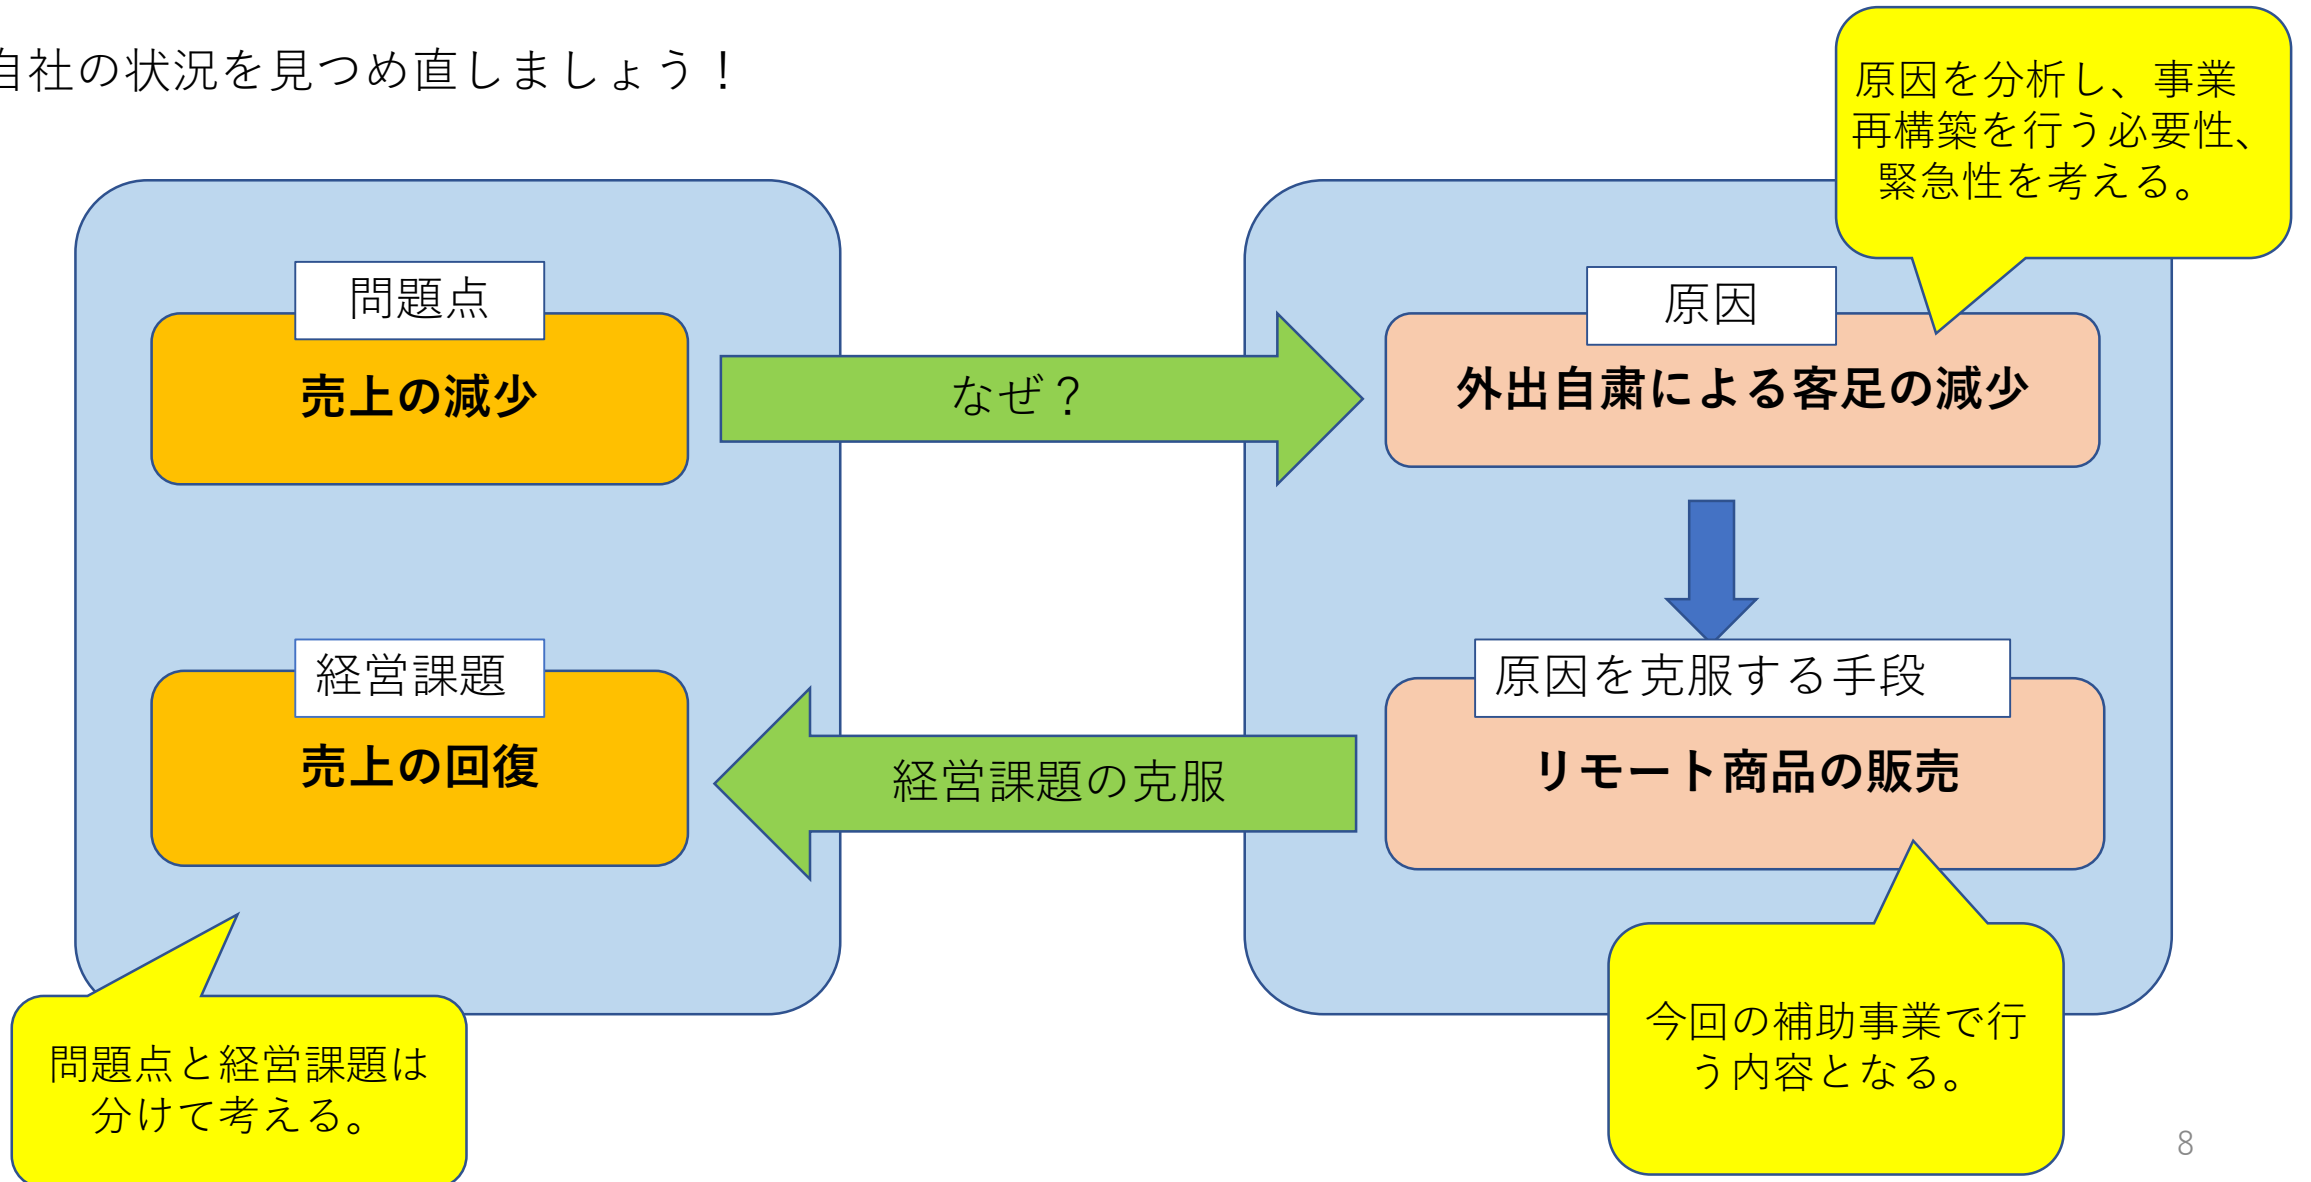 自社の状況を見つめ直しましょう！
原因を分析し、事業
再構築を行う必要性、
緊急性を考える。
問題点
売上の減少
なぜ？
原因
外出自粛による客足の減少
経営課題
売上の回復
経営課題の克服
原因を克服する手段
リモート商品の販売
問題点と経営課題は
分けて考える。
今回の補助事業で行
う内容となる。
8